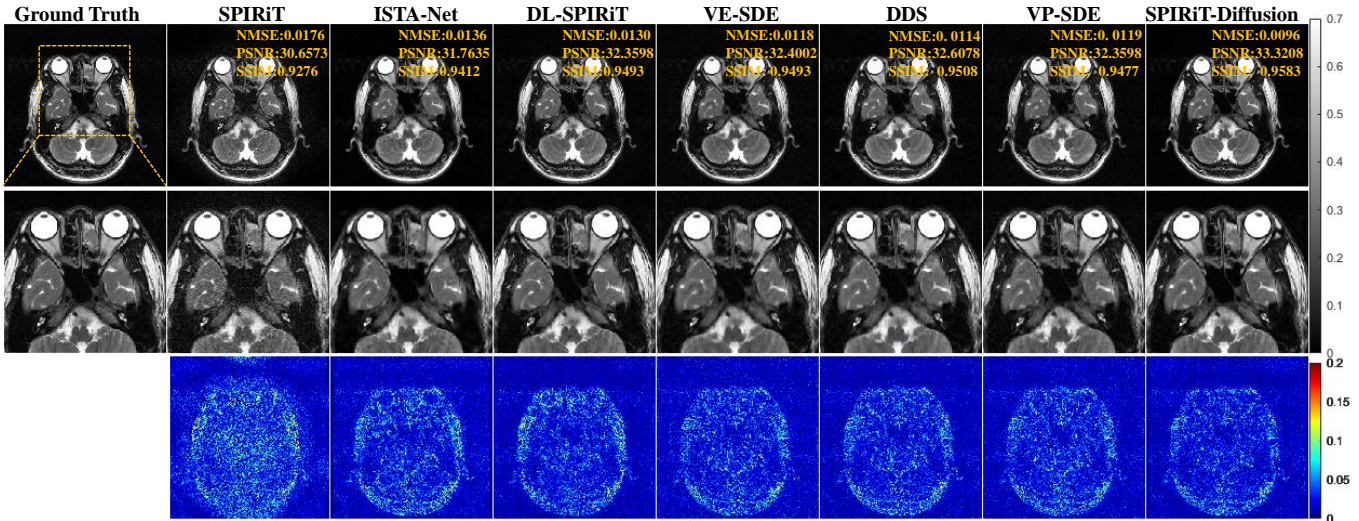 Ground Truth
SPIRiT
ISTA-Net
DL-SPIRiT
VE-SDE
DDS
VP-SDE
SPIRiT-Diffusion
NMSE:0.0176
PSNR:30.6573
SSIM:0.9276
NMSE:0.0136
PSNR:31.7635
SSIM:0.9412
NMSE:0.0130
PSNR:32.3598
SSIM:0.9493
NMSE:0.0118
PSNR:32.4002
SSIM:0.9493
NMSE: 0.0114
PSNR:32.6078
SSIM: 0.9508
NMSE:0.0119
PSNR:32.3598
SSIM: 0.9477
NMSE:0.0096
PSNR:33.3208
SSIM: 0.9583
0.7
0.6
0.5
0.4
0.3
0.2
0.1
0
0.2
0.15
0.1
0.05
0